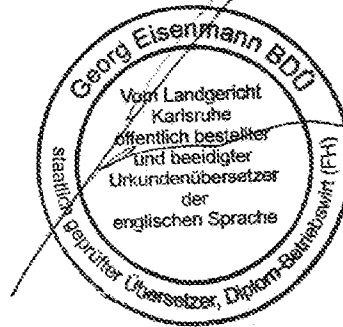 Georg Eisenmann BDÜ
Vom Landgericht
Karlsruhe
öffentlich bestellter
und beeidigter
Urkundenübersetzer
der
englischen Sprache
staatlich geprüfter Übersetzer, Diplom-Betriebswirt (FH)